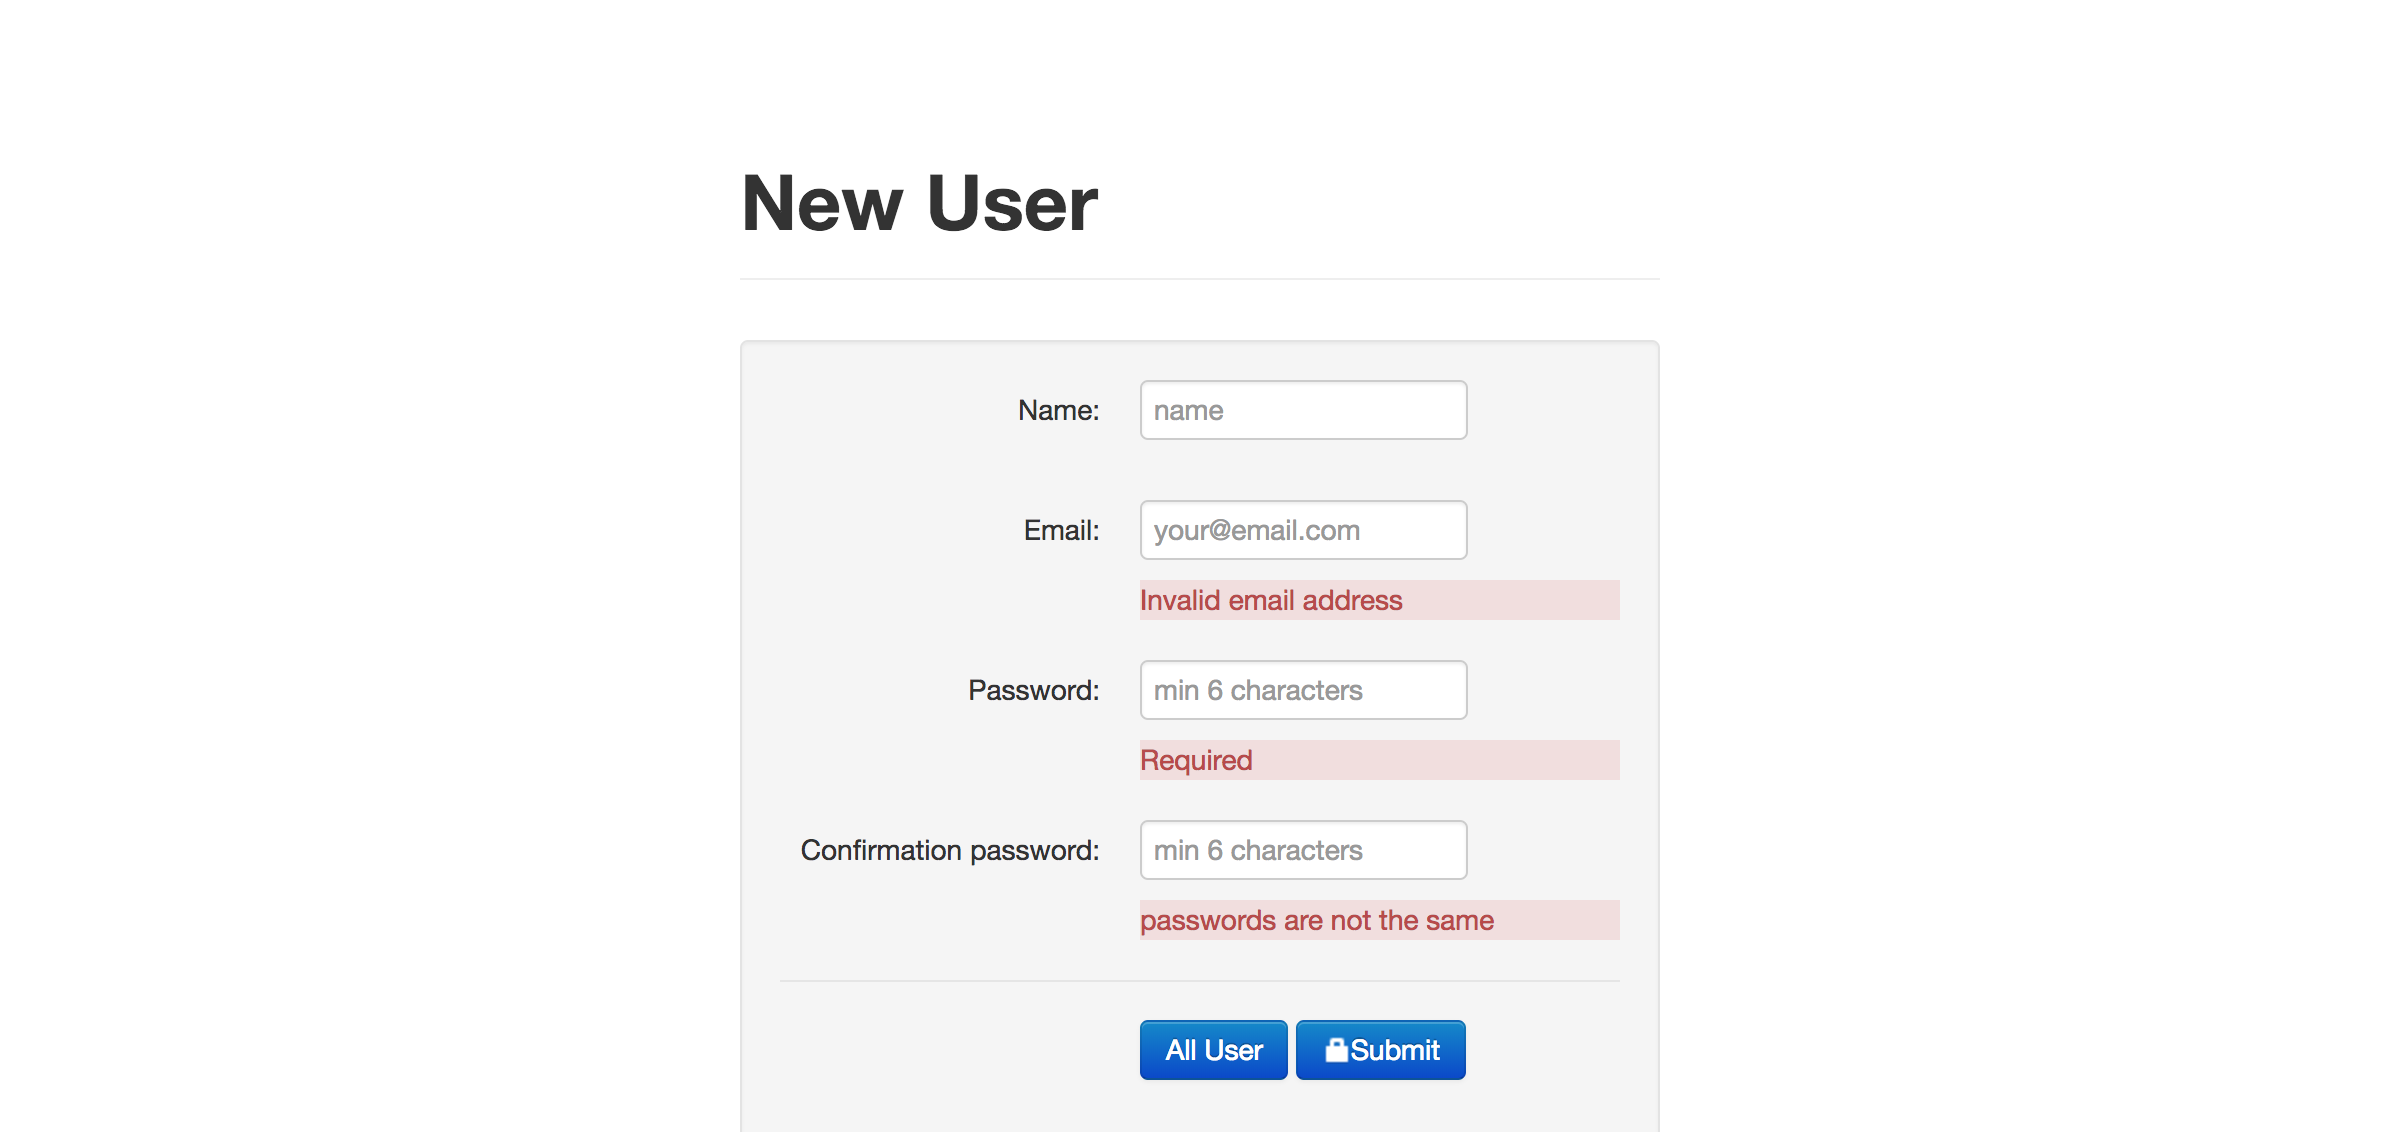 New User
Name: name
Email: your@email.com
Invalid email address
Password: min 6 characters
Required
Confirmation password: min 6 characters
passwords are not the same
All User Submit